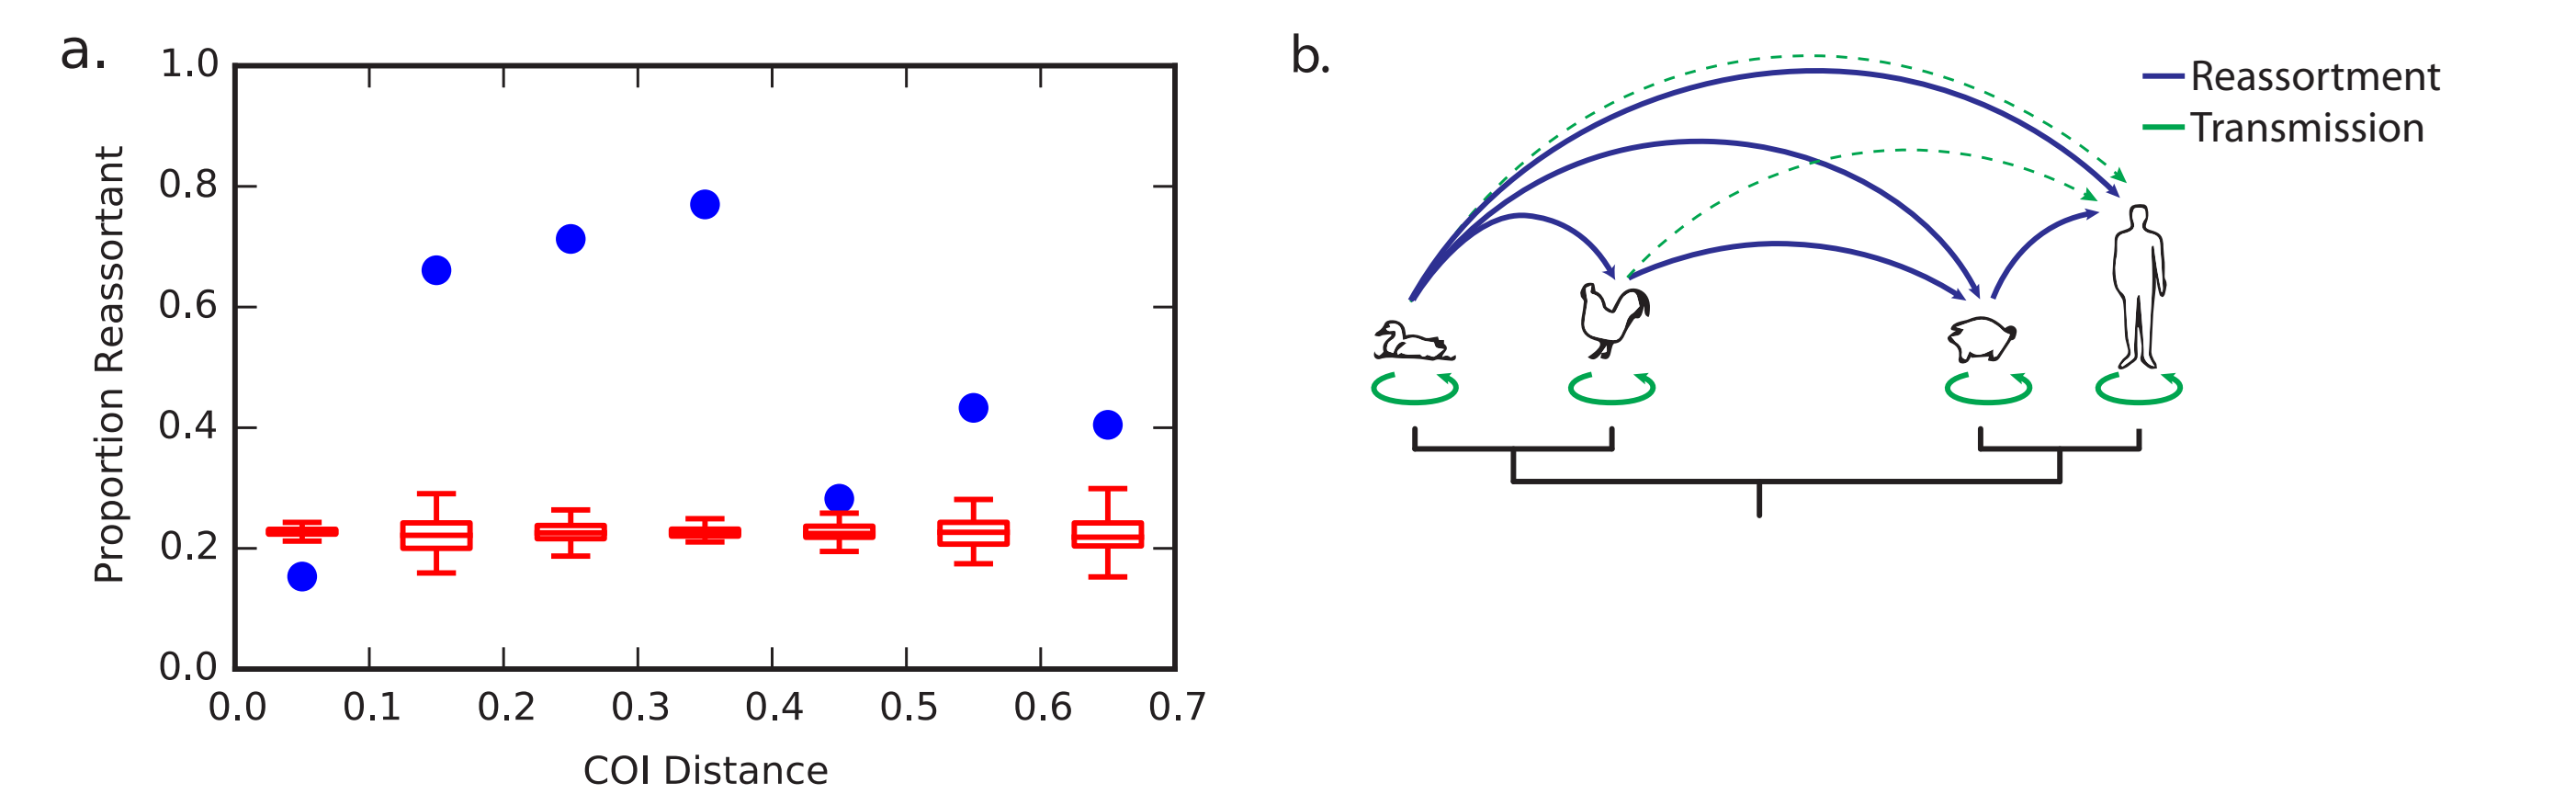 a.
1.0
0.8
0.6
0.4
0.2
0.0
Proportion Reassortant
0.0 0.1 0.2 0.3 0.4 0.5 0.6 0.7
COI Distance
b.
Reassortment
Transmission